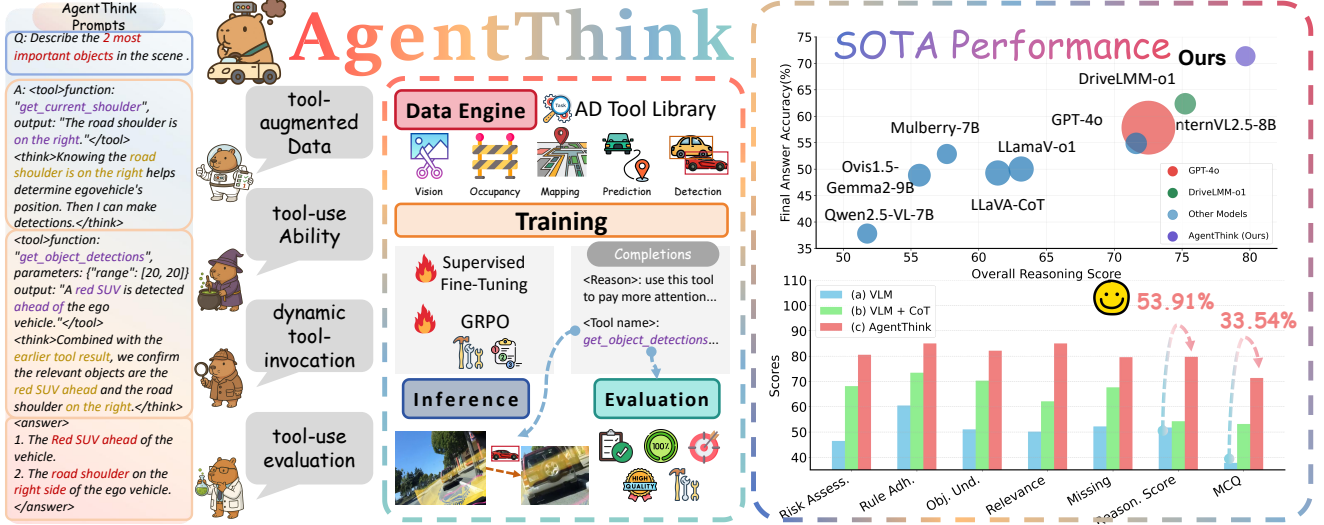 AgentThink
Prompts
Q: Describe the 2 most
important objects in the scene .
A: <tool>function:
"get_current_shoulder",
output: "The road shoulder is
on the right."</tool>
<think>Knowing the road
shoulder is on the right helps
determine egovehicle's
position. Then I can make
detections.</think>
<tool>function:
"get_object_detections",
parameters: {"range": [20, 20]}
output: "A red SUV is detected
ahead of the ego
vehicle."</tool>
<think>Combined with the
earlier tool result, we confirm
the relevant objects are the
red SUV ahead and the road
shoulder on the right.</think>
<answer>
1. The Red SUV ahead of the
vehicle.
2. The road shoulder on the
right side of the ego vehicle.
</answer>
AgentThink
tool-
augmented
Data
tool-use
Ability
dynamic
tool-
invocation
tool-use
evaluation
Data Engine
Task
AD Tool Library
Vision
Occupancy
Mapping
Prediction
Detection
Training
Supervised
Fine-Tuning
GRPO
Completions
<Reason>: use this tool
to pay more attention...
<Tool name>:
get_object_detections...
Inference
Evaluation
100%
HIGH
QUALITY
SOTA Performance
Final Answer Accuracy(%)
75
70
65
60
55
50
45
40
35
Ours
DriveLMM-o1
GPT-4o
nternVL2.5-8B
Mulberry-7B
LLamaV-o1
Ovis1.5-
Gemma2-9B
LLaVA-CoT
Qwen2.5-VL-7B
GPT-4o
DriveLMM-o1
Other Models
AgentThink (Ours)
50 55 60 65 70 75 80
Overall Reasoning Score
Scores
110
100
90
80
70
60
50
40
(a) VLM
(b) VLM + CoT
(c) AgentThink
53.91%
33.54%
Risk Assess.
Rule Adh.
Obj. Und.
Relevance
Missing
Reason. Score
MCQ